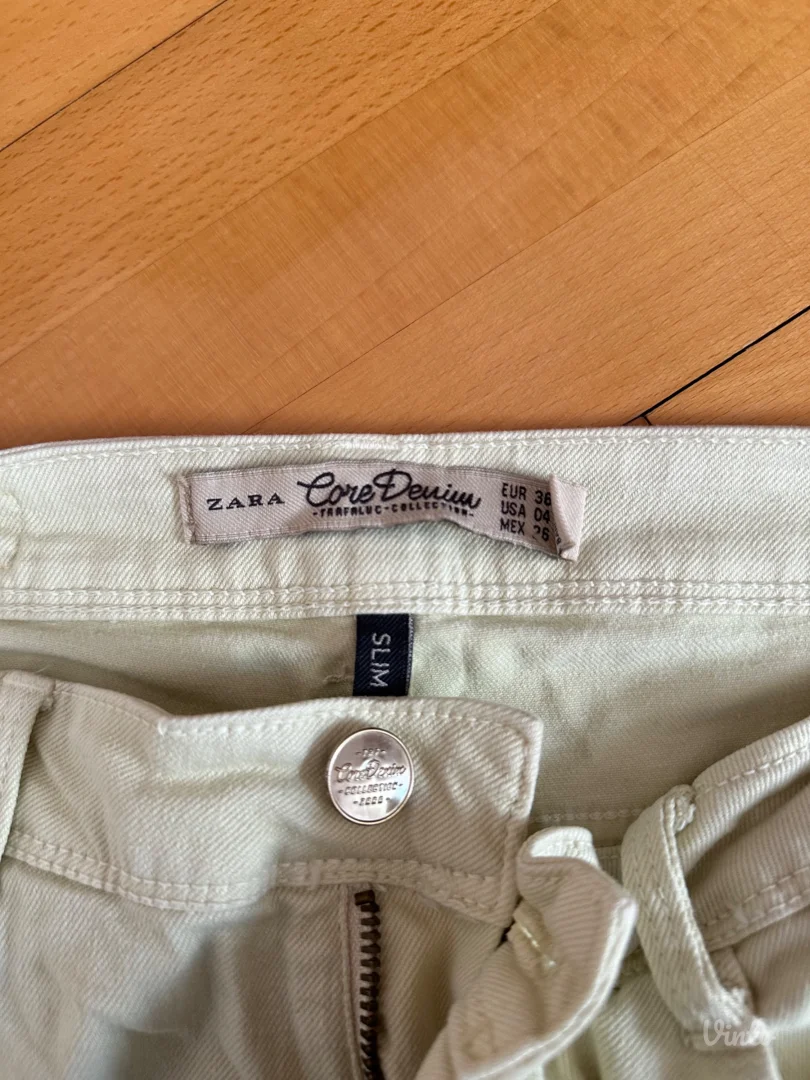 ZARA
Core Denim
-TRAFALUC-COLLECTION-
EUR 36
USA 04
MEX 26
SLIM
Core Denim
-COLLECTION-